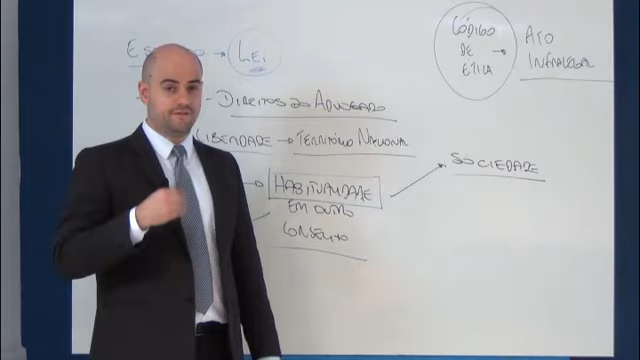 LEI
CÓDIGO
DE
ÉTICA
ATO
INFRALEGAL
- DIREITOS DO ADVOGADO
LIBERDADE → TERRITÓRIO NACIONAL
SOCIEDADE
HABITUALIDADE
EM OUTRO
CONSELHO